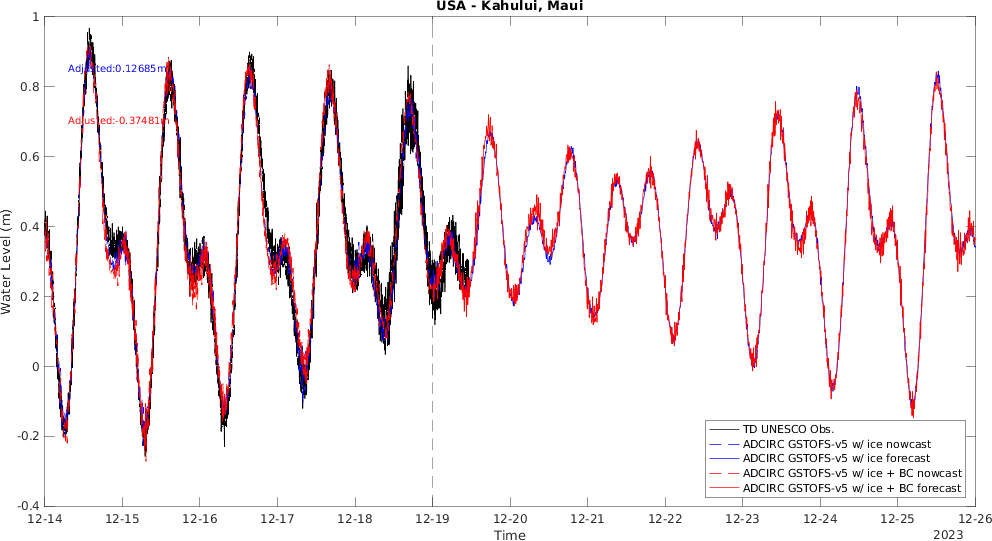 USA - Kahului, Maui
Water Level (m)
1
0.8
0.6
0.4
0.2
0
-0.2
-0.4
Adjusted:0.12685m
Adjusted:-0.37481m
TD UNESCO Obs.
ADCIRC GSTOFS-v5 w/ ice nowcast
ADCIRC GSTOFS-v5 w/ ice forecast
ADCIRC GSTOFS-v5 w/ ice + BC nowcast
ADCIRC GSTOFS-v5 w/ ice + BC forecast
12-14 12-15 12-16 12-17 12-18 12-19 12-20 12-21 12-22 12-23 12-24 12-25 12-26
Time
2023